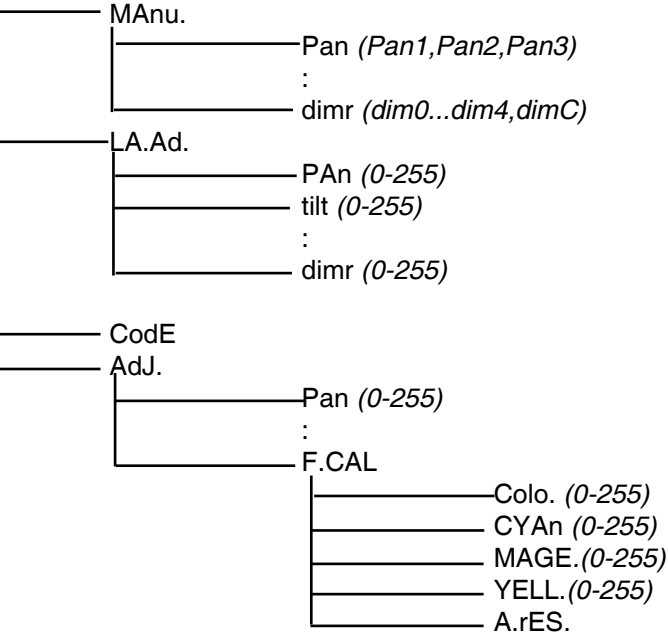 MAnu.
Pan (Pan1,Pan2,Pan3)
:
dimr (dim0...dim4,dimC)
LA.Ad.
PAn (0-255)
tilt (0-255)
:
dimr (0-255)
CodE
AdJ.
Pan (0-255)
:
F.CAL
Colo. (0-255)
CYAn (0-255)
MAGE.(0-255)
YELL.(0-255)
A.rES.